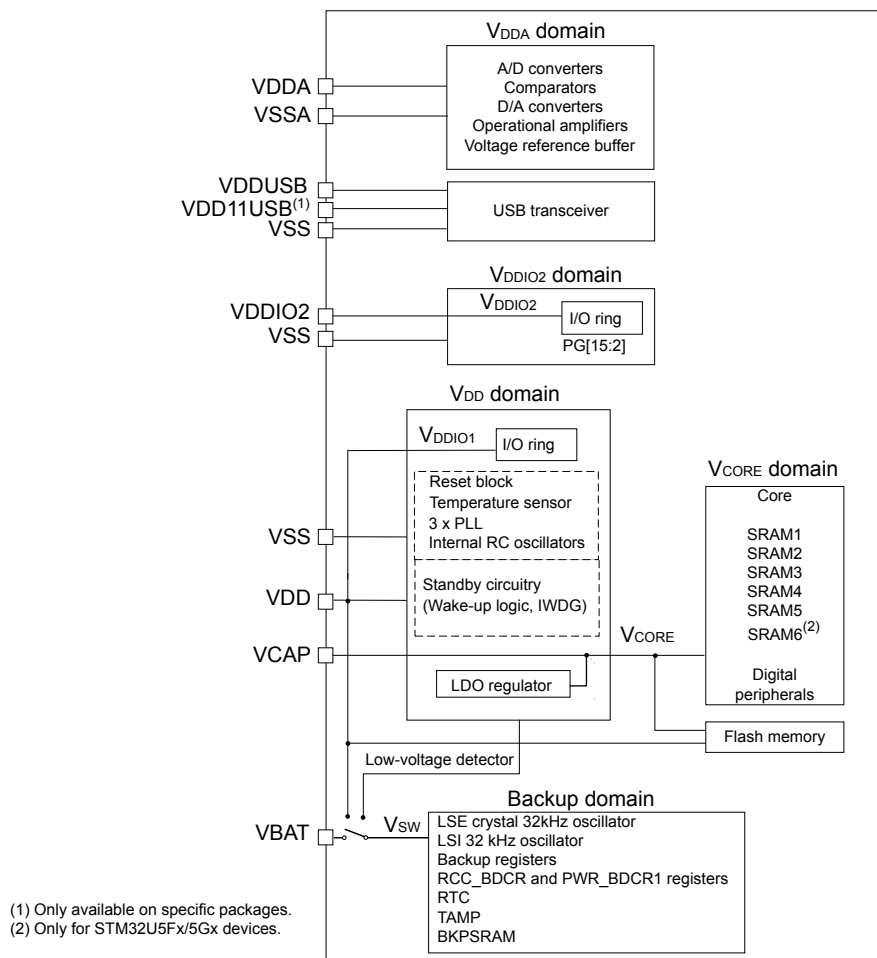 VDDA domain
VDDA
VSSA
A/D converters
Comparators
D/A converters
Operational amplifiers
Voltage reference buffer
VDDUSB
VDD11USB(1)
VSS
USB transceiver
VDDIO2 domain
VDDIO2
VSS
VDDIO2
I/O ring
PG[15:2]
VDD domain
VDDIO1
I/O ring
Reset block
Temperature sensor
3 x PLL
Internal RC oscillators
VSS
Standby circuitry
(Wake-up logic, IWDG)
VDD
VCAP
LDO regulator
VCORE
VCORE domain
Core
SRAM1
SRAM2
SRAM3
SRAM4
SRAM5
SRAM6(2)
Digital
peripherals
Flash memory
Low-voltage detector
VBAT
VSW
Backup domain
LSE crystal 32kHz oscillator
LSI 32 kHz oscillator
Backup registers
RCC_BDCR and PWR_BDCR1 registers
RTC
TAMP
BKPSRAM
(1) Only available on specific packages.
(2) Only for STM32U5Fx/5Gx devices.